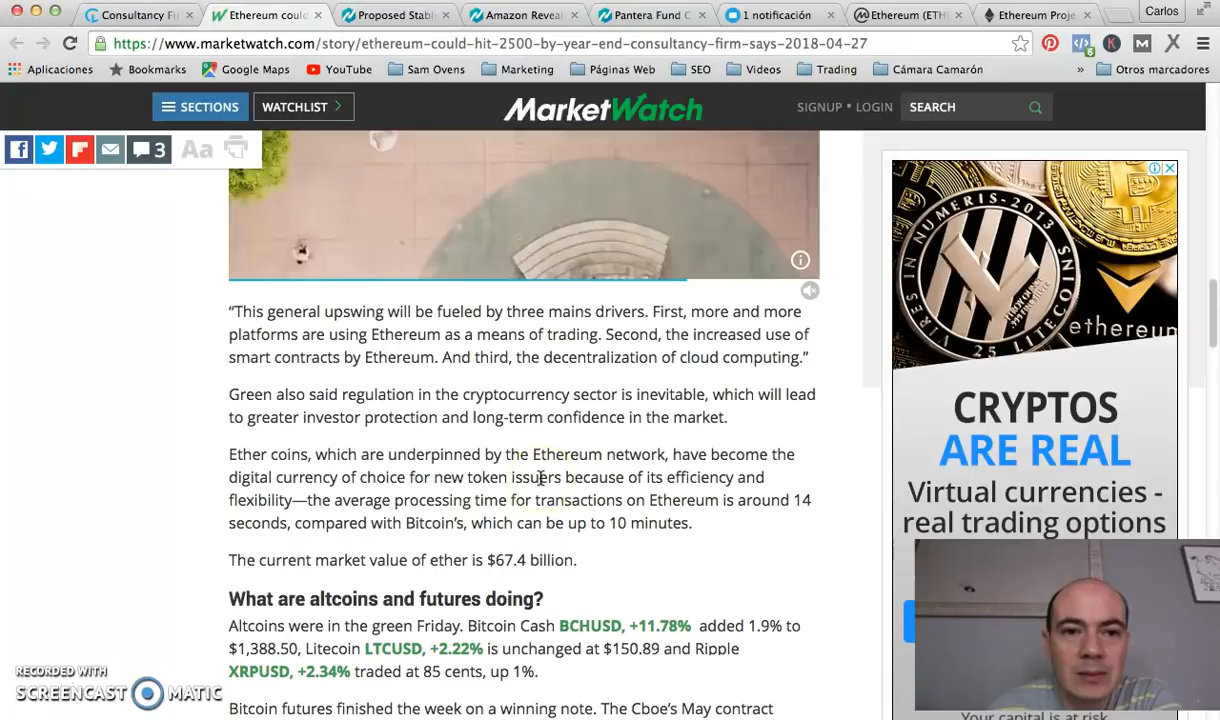 Consultancy Fi
Ethereum coul
Proposed Stabl
Amazon Reveal
Pantera Fund C
1 notificación
Ethereum (ETH
Ethereum Proje
Carlos
https://www.marketwatch.com/story/ethereum-could-hit-2500-by-year-end-consultancy-firm-says-2018-04-27
Aplicaciones
Bookmarks
Google Maps
YouTube
Sam Ovens
Marketing
Páginas Web
SEO
Videos
Trading
Cámara Camarón
»
Otros marcadores
SECTIONS
WATCHLIST
MarketWatch
SIGNUP • LOGIN
SEARCH
3
Aa
“This general upswing will be fueled by three mains drivers. First, more and more
platforms are using Ethereum as a means of trading. Second, the increased use of
smart contracts by Ethereum. And third, the decentralization of cloud computing.”
Green also said regulation in the cryptocurrency sector is inevitable, which will lead
to greater investor protection and long-term confidence in the market.
Ether coins, which are underpinned by the Ethereum network, have become the
digital currency of choice for new token issuers because of its efficiency and
flexibility—the average processing time for transactions on Ethereum is around 14
seconds, compared with Bitcoin’s, which can be up to 10 minutes.
The current market value of ether is $67.4 billion.
What are altcoins and futures doing?
Altcoins were in the green Friday. Bitcoin Cash BCHUSD, +11.78% added 1.9% to
$1,388.50, Litecoin LTCUSD, +2.22% is unchanged at $150.89 and Ripple
XRPUSD, +2.34% traded at 85 cents, up 1%.
Bitcoin futures finished the week on a winning note. The Cboe’s May contract
VIRES IN NUMERIS-2013
25 LITECOINS
ethereum
CRYPTOS
ARE REAL
Virtual currencies -
real trading options
Your capital is at risk
RECORDED WITH
SCREENCAST MATIC